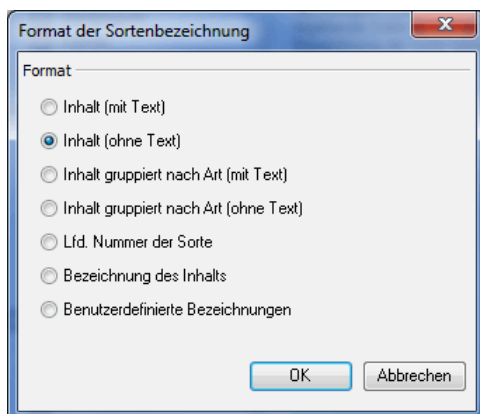 Format der Sortenbezeichnung
Format
Inhalt (mit Text)
Inhalt (ohne Text)
Inhalt gruppiert nach Art (mit Text)
Inhalt gruppiert nach Art (ohne Text)
Lfd. Nummer der Sorte
Bezeichnung des Inhalts
Benutzerdefinierte Bezeichnungen
OK Abbrechen